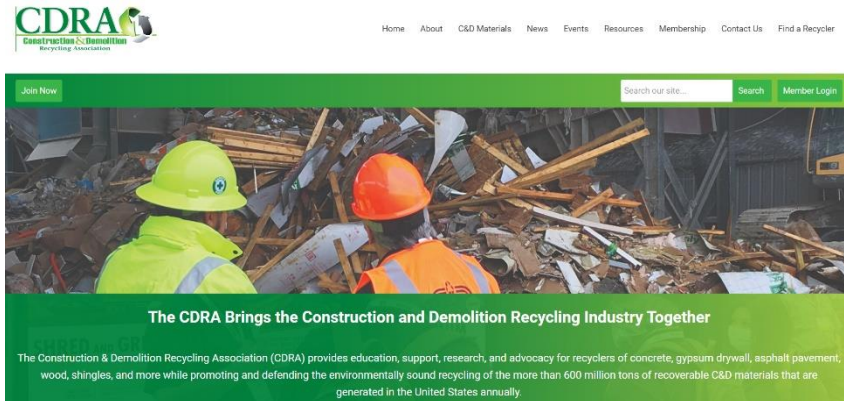 CDRA
Construction & Demolition
Recycling Association
Home About C&D Materials News Events Resources Membership Contact Us Find a Recycler
Join Now
Search our site... Search Member Login
The CDRA Brings the Construction and Demolition Recycling Industry Together
SHRED AND GR
The Construction & Demolition Recycling Association (CDRA) provides education, support, research, and advocacy for recyclers of concrete, gypsum drywall, asphalt pavement,
wood, shingles, and more while promoting and defending the environmentally sound recycling of the more than 600 million tons of recoverable C&D materials that are
generated in the United States annually.